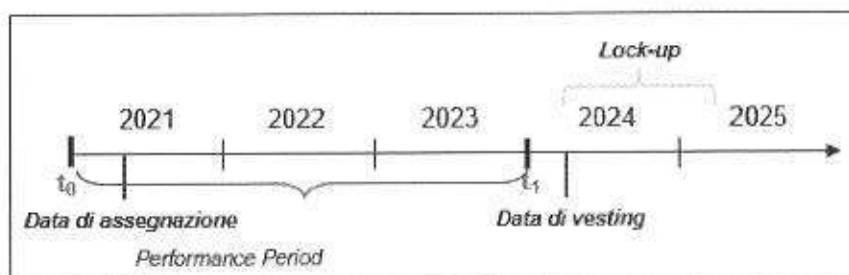 Lock-up
2021 2022 2023 2024 2025
t0 t1
Data di assegnazione Data di vesting
Performance Period